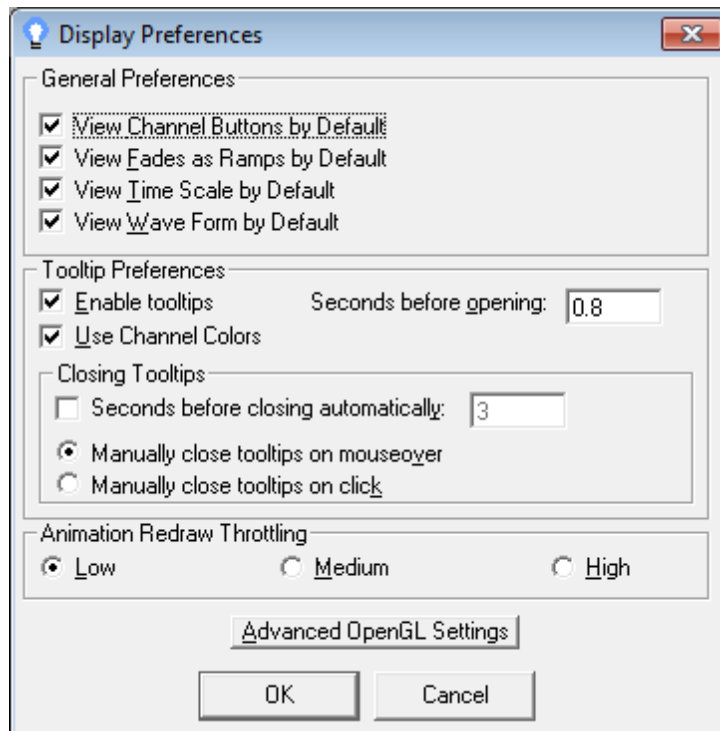 Display Preferences
General Preferences
View Channel Buttons by Default
View Fades as Ramps by Default
View Time Scale by Default
View Wave Form by Default
Tooltip Preferences
Enable tooltips Seconds before opening: 0.8
Use Channel Colors
Closing Tooltips
Seconds before closing automatically: 3
Manually close tooltips on mouseover
Manually close tooltips on click
Animation Redraw Throttling
Low Medium High
Advanced OpenGL Settings
OK Cancel